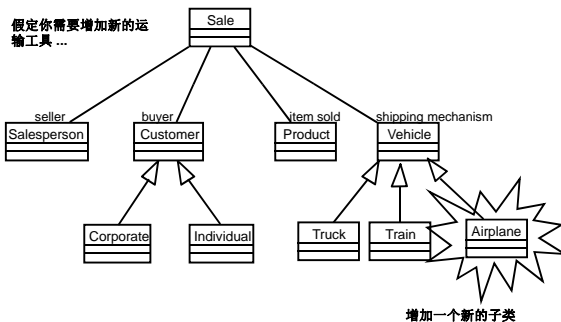 假定你需要增加新的运
输工具 ...
Sale
seller
buyer
item sold
shipping mechanism
Salesperson
Customer
Product
Vehicle
Corporate
Individual
Truck
Train
Airplane
增加一个新的子类